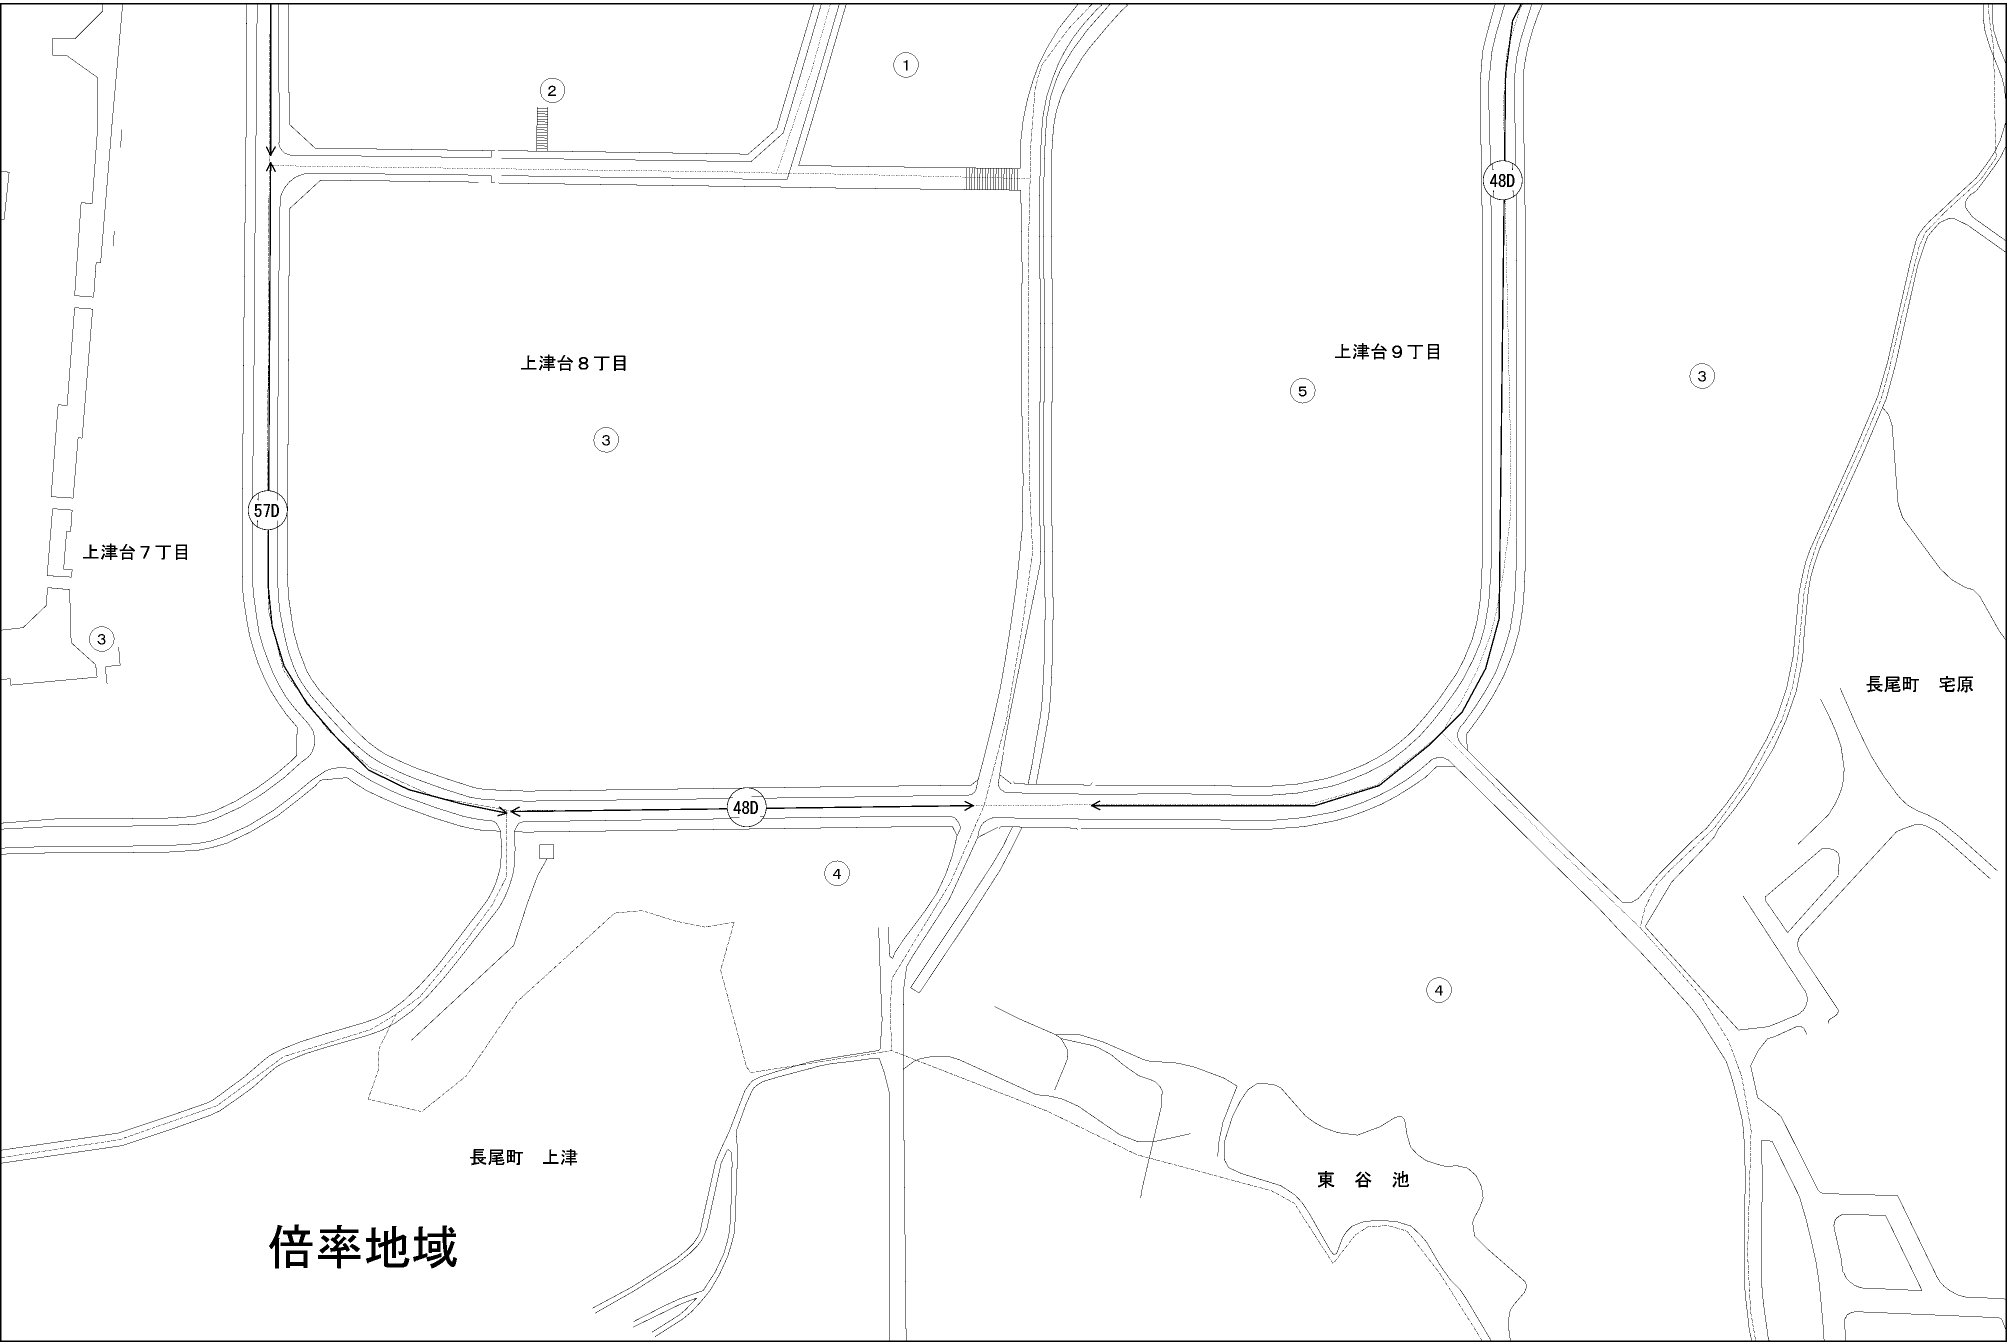 ①
②
48D
上津台９丁目
上津台８丁目
③
⑤
③
57D
上津台７丁目
③
長尾町　宅原
48D
④
④
長尾町　上津
東　谷　池
倍率地域